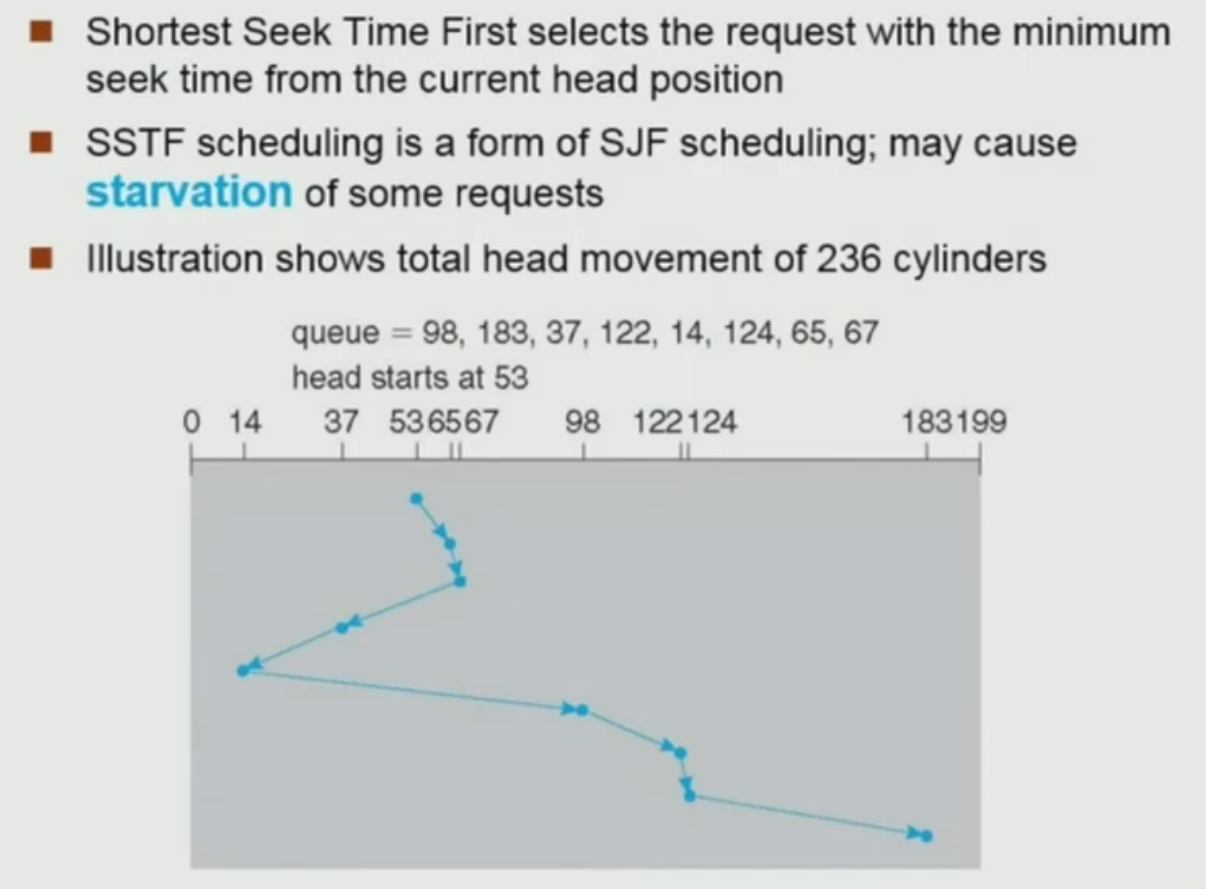 Shortest Seek Time First selects the request with the minimum
seek time from the current head position
SSTF scheduling is a form of SJF scheduling; may cause
starvation of some requests
Illustration shows total head movement of 236 cylinders
queue = 98, 183, 37, 122, 14, 124, 65, 67
head starts at 53
0 14 37 53 65 67 98 122 124 183 199